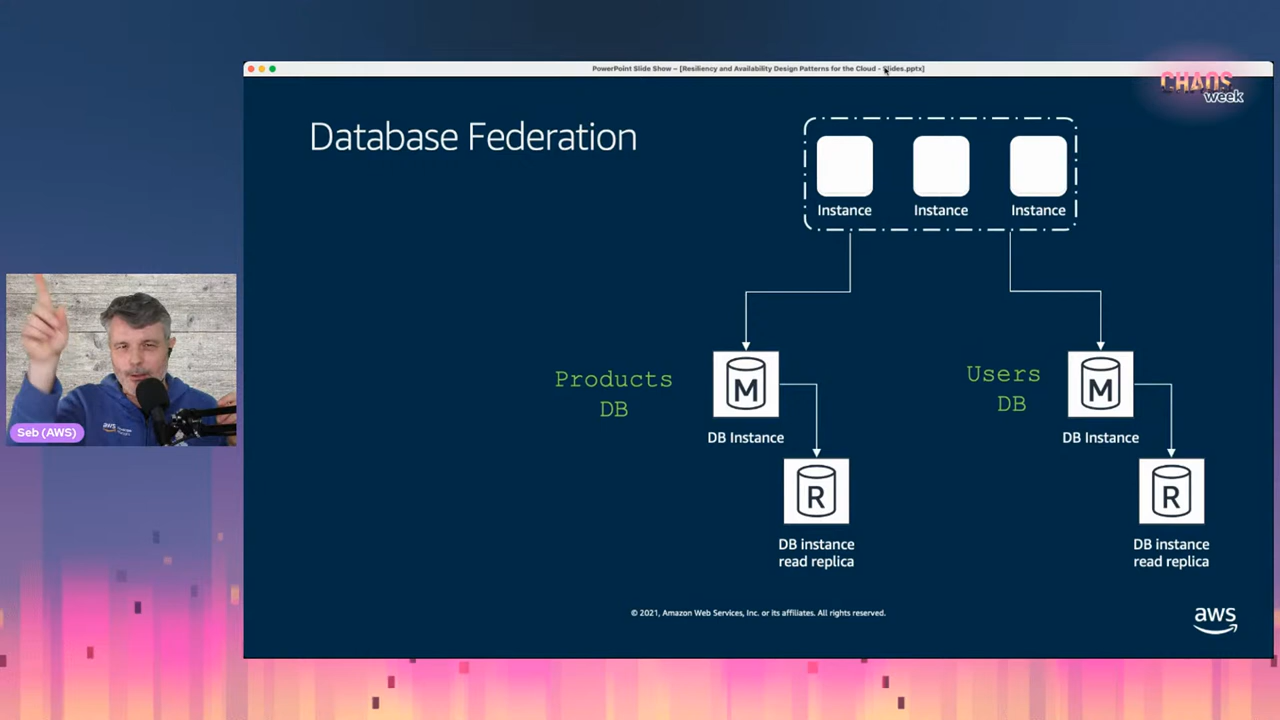 PowerPoint Slide Show – [Resiliency and Availability Design Patterns for the Cloud - Slides.pptx]
CHAOS
week
Database Federation
Instance
Instance
Instance
Products
DB
M
DB Instance
R
DB instance
read replica
Users
DB
M
DB Instance
R
DB instance
read replica
aws
Seb (AWS)
© 2021, Amazon Web Services, Inc. or its affiliates. All rights reserved.
aws